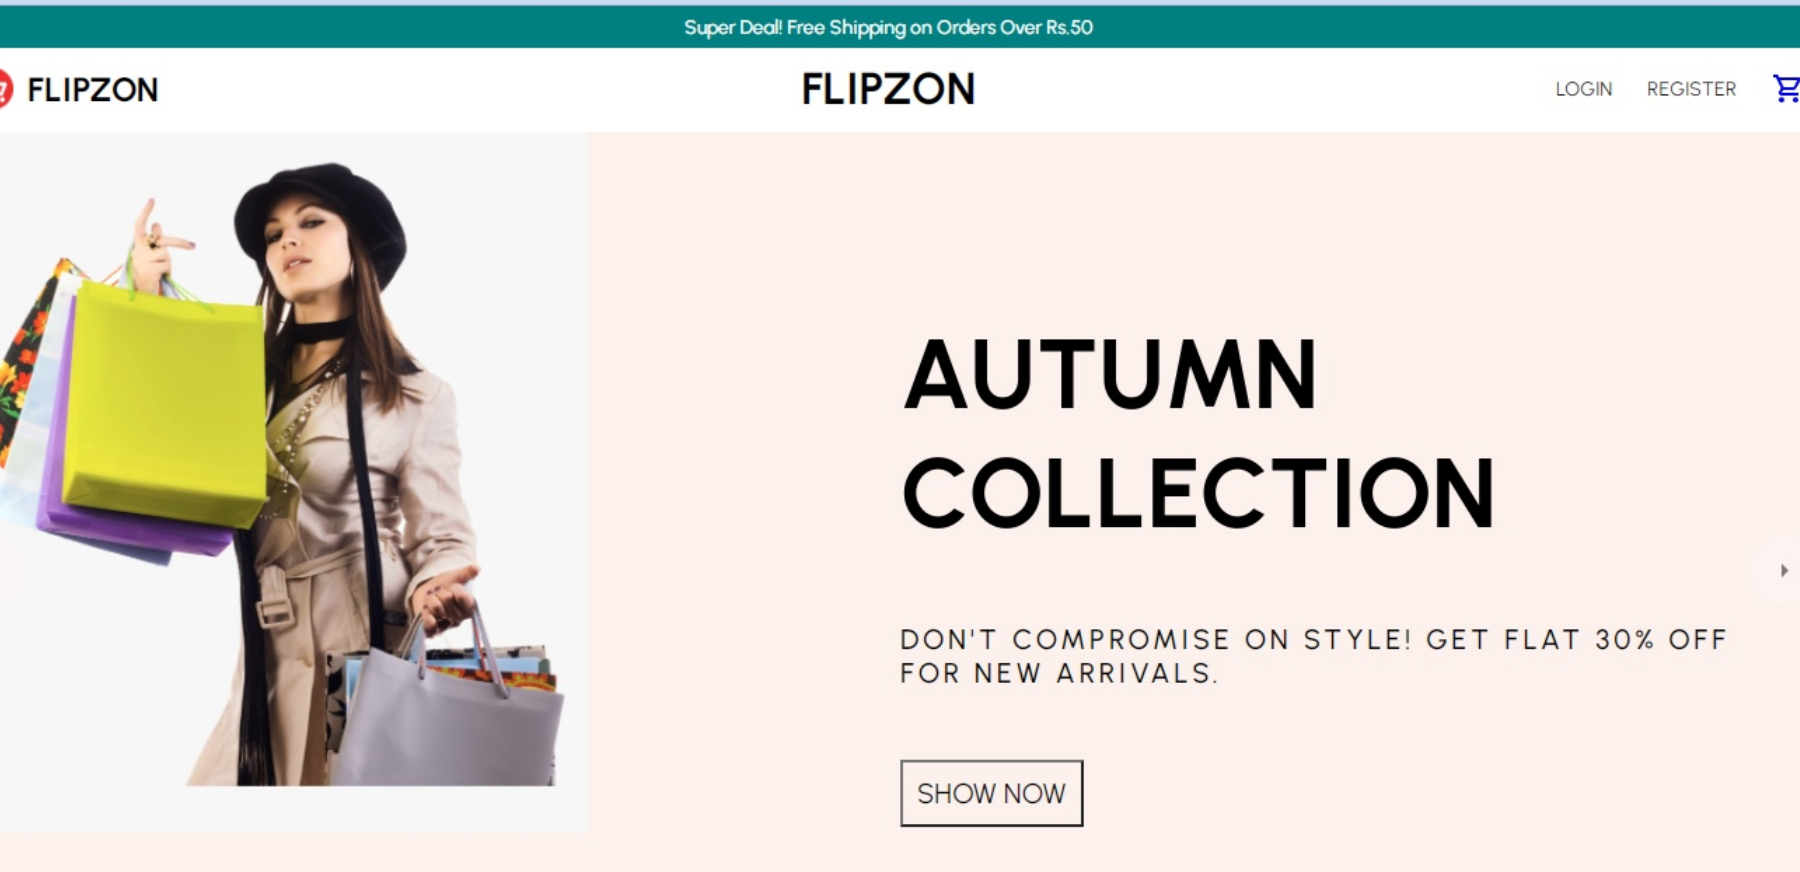 Super Deal! Free Shipping on Orders Over Rs.50
FLIPZON
FLIPZON
LOGIN
REGISTER
AUTUMN
COLLECTION
DON'T COMPROMISE ON STYLE! GET FLAT 30% OFF
FOR NEW ARRIVALS.
SHOW NOW